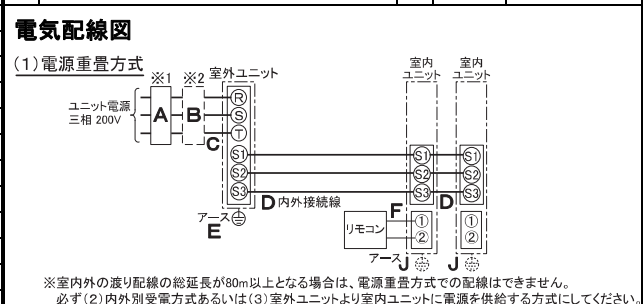 電気配線図
(1)電源重畳方式
※1
※2
室外ユニット
室内
ユニット
室内
ユニット
ユニット電源
三相 200V
A
B
C
R
S
T
S1
S2
S3
S1
S2
S3
S1
S2
S3
D 内外接続線
D
アース
E
リモコン
F
①
②
①
②
アース J
J
※室内外の渡り配線の総延長が80m以上となる場合は、電源重畳方式での配線はできません。
必ず(2)内外別受電方式あるいは(3)室外ユニットより室内ユニットに電源を供給する方式にしてください。